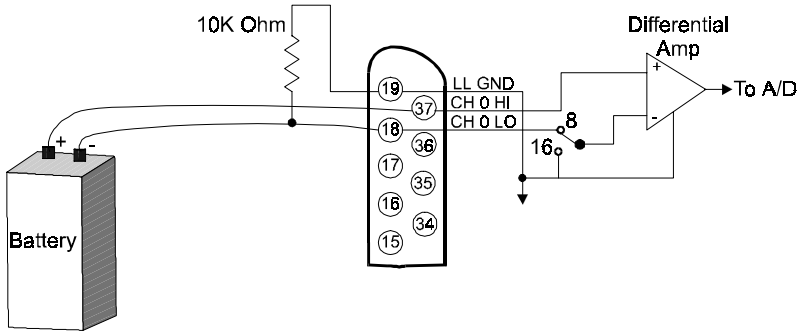 10K Ohm
Differential
Amp
19
LL GND
+
To A/D
37
CH 0 HI
18
CH 0 LO
8
-
+
-
36
16
17
35
16
34
Battery
15